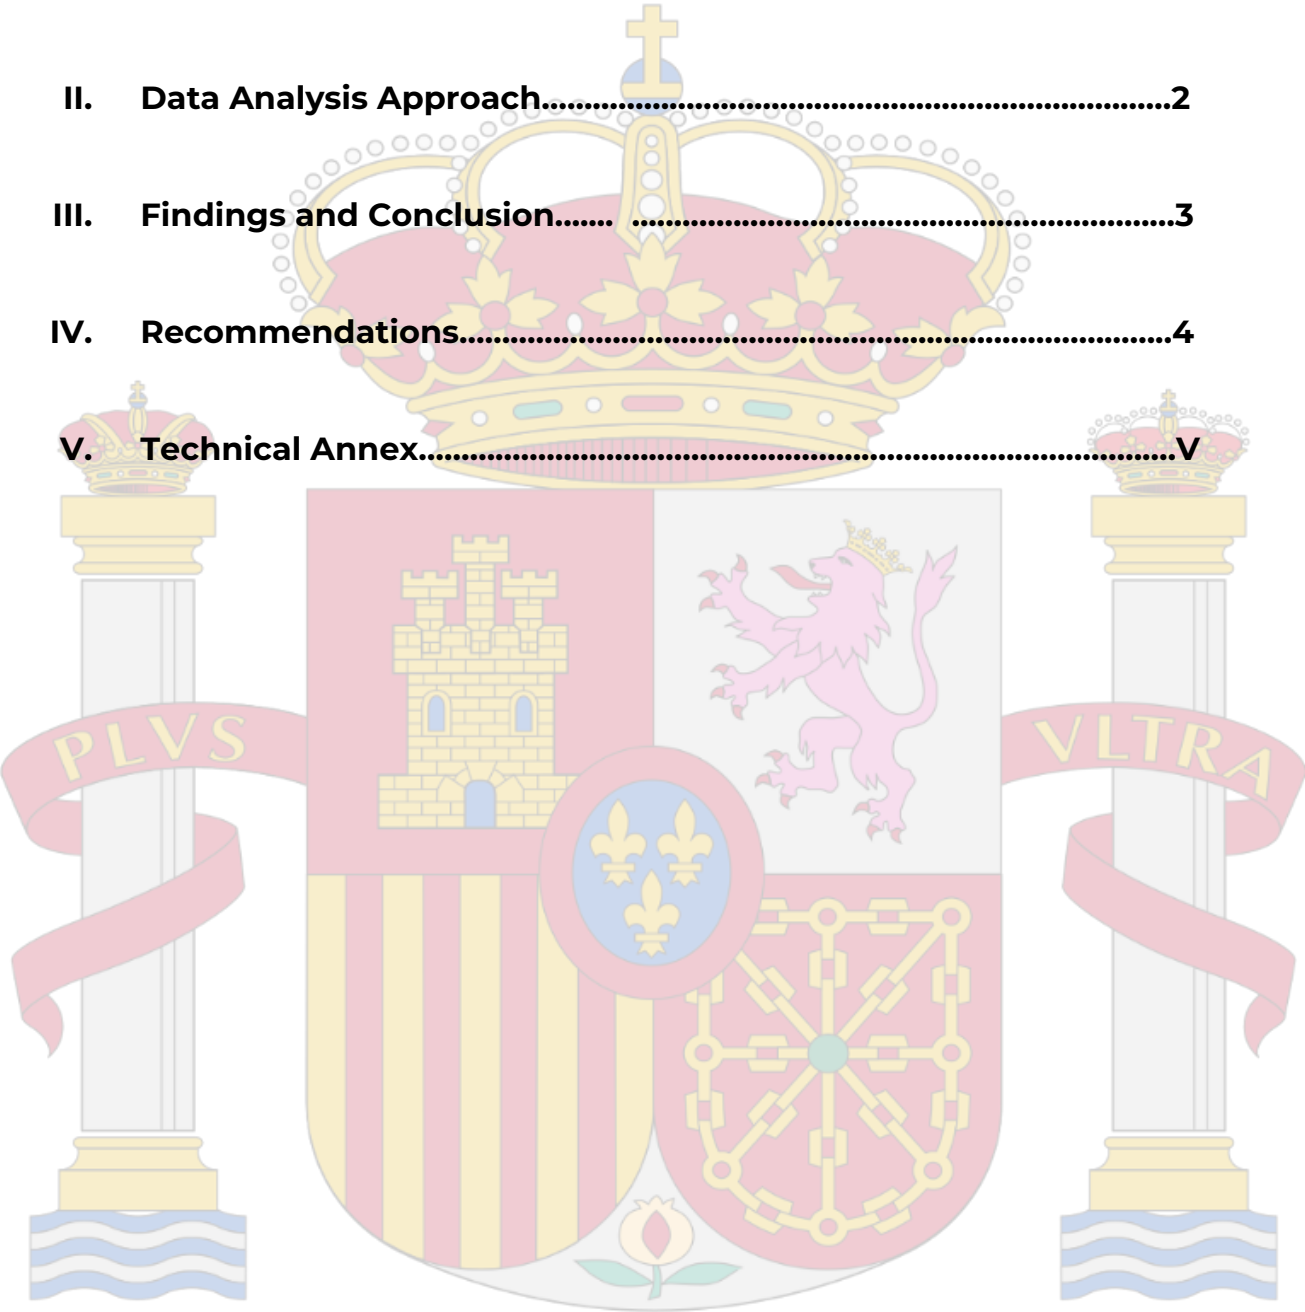 II. Data Analysis Approach.........................................................................2
III. Findings and Conclusion....... ...............................................................3
IV. Recommendations...................................................................................4
V. Technical Annex........................................................................................V
PLVS VLTRA